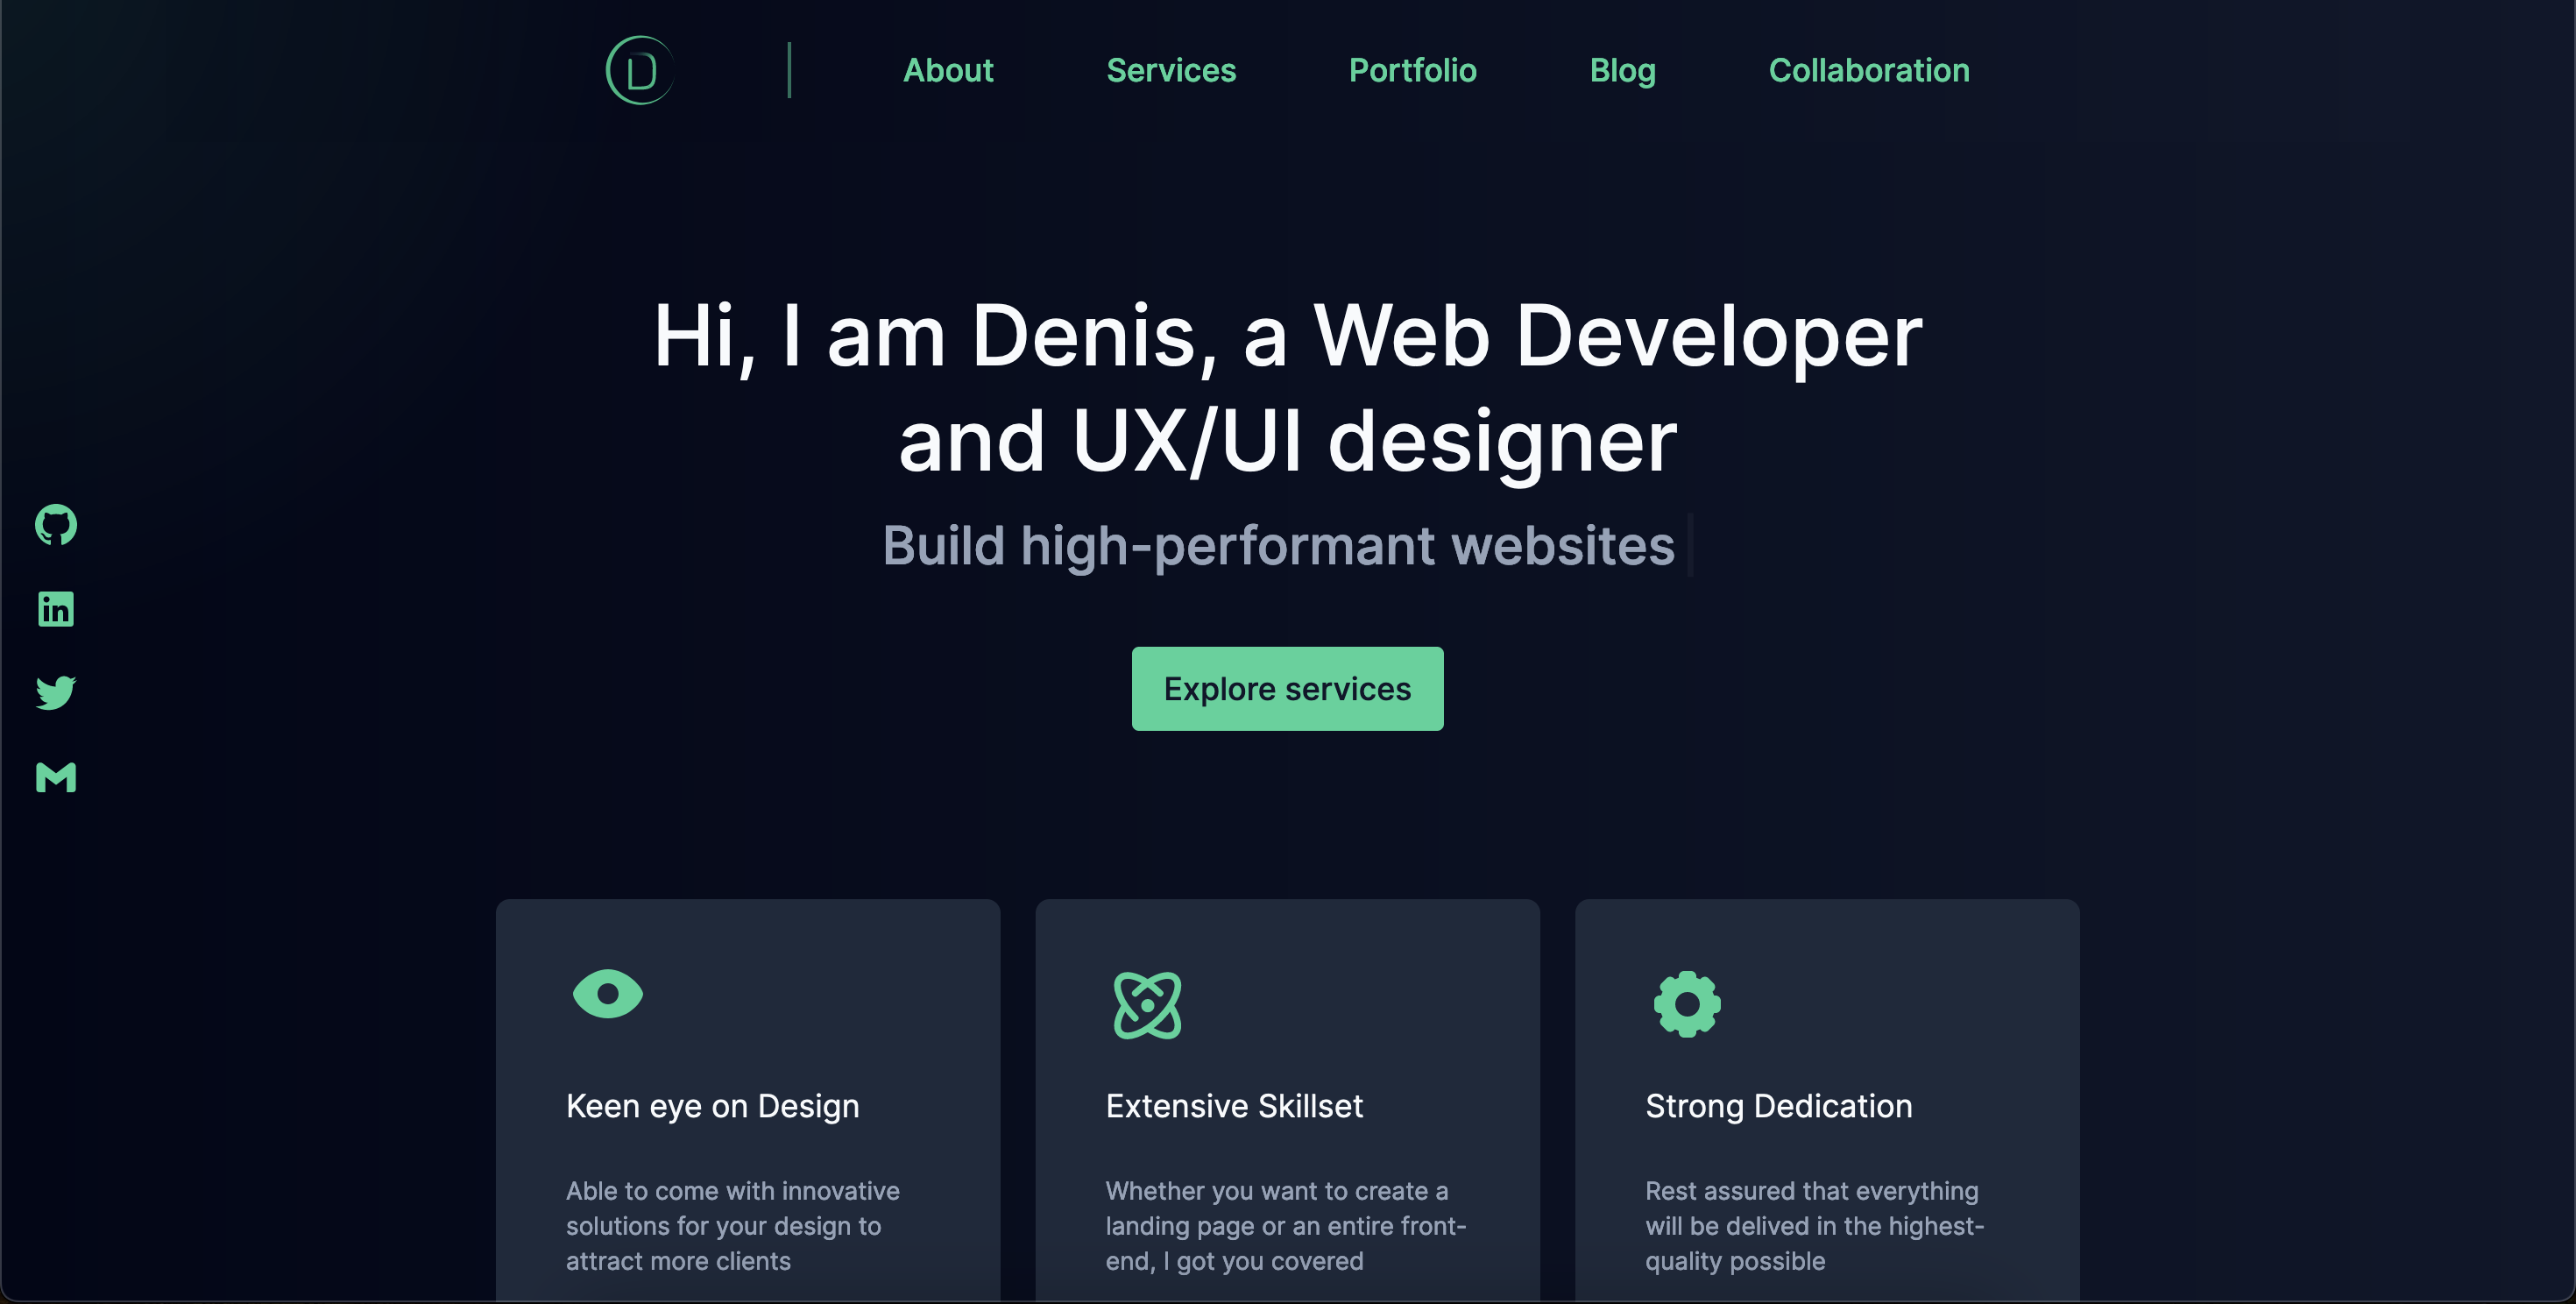 D
About
Services
Portfolio
Blog
Collaboration
Hi, I am Denis, a Web Developer
and UX/UI designer
Build high-performant websites
in
Explore services
Keen eye on Design
Able to come with innovative
solutions for your design to
attract more clients
Extensive Skillset
Whether you want to create a
landing page or an entire front-
end, I got you covered
Strong Dedication
Rest assured that everything
will be delived in the highest-
quality possible